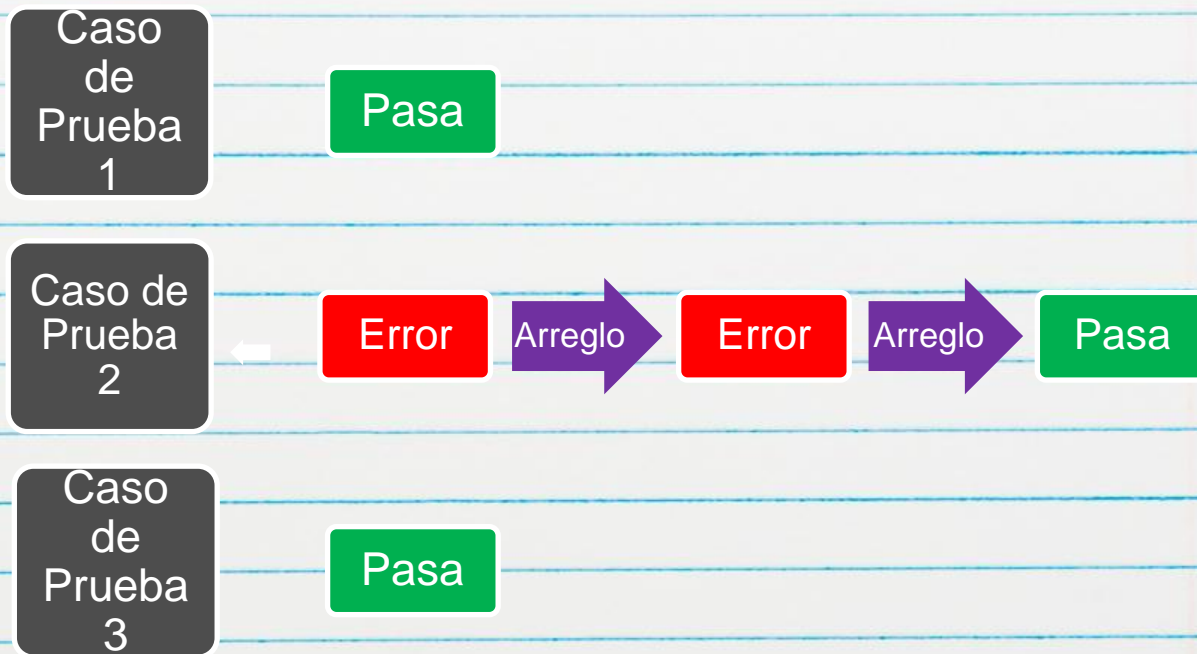 Caso
de
Prueba
1
Pasa
Caso de
Prueba
2
Error
Arreglo
Error
Arreglo
Pasa
Caso
de
Prueba
3
Pasa